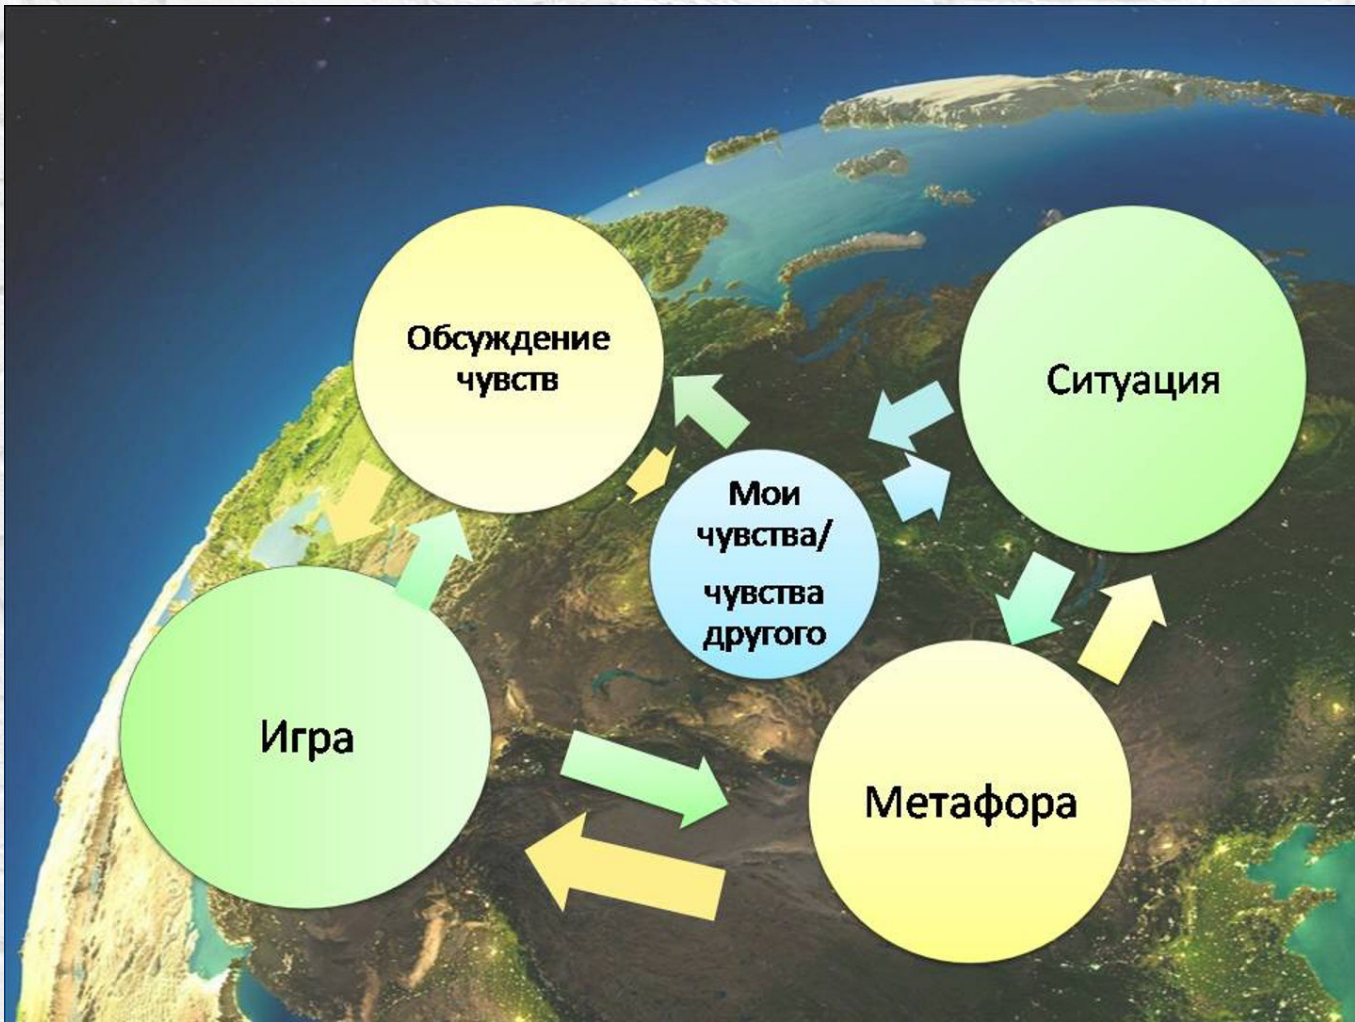 Обсуждение
чувств
Ситуация
Мои
чувства/
чувства
другого
Игра
Метафора